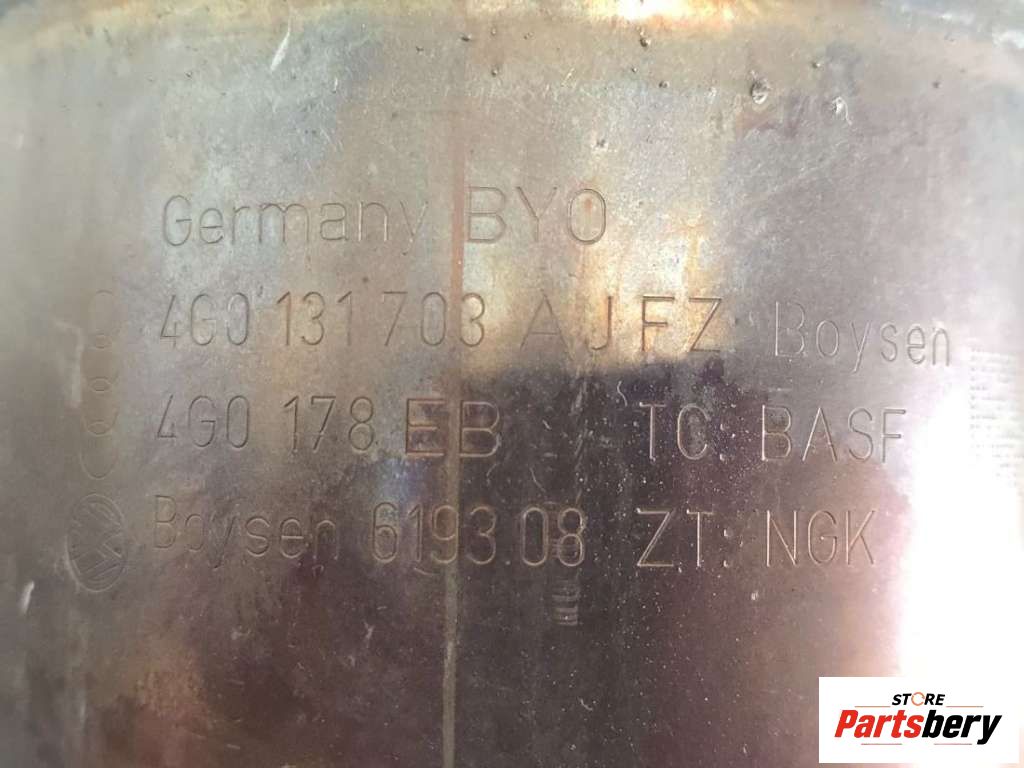 Germany BYO
4G0 131 703 AJ FZ: Boysen
4G0 178 EB TC: BASF
Boysen 6193.08 ZT: NGK
STORE
Partsbery